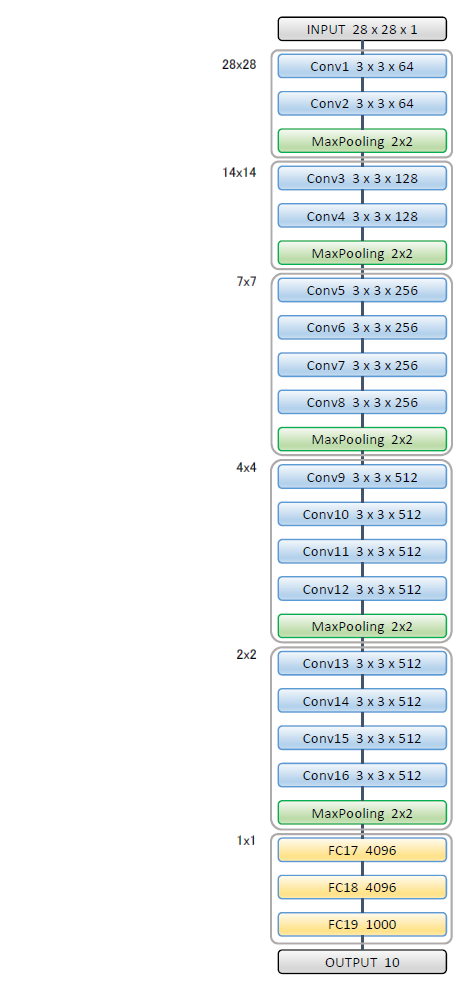 INPUT 28 x 28 x 1
28x28
Conv1 3 x 3 x 64
Conv2 3 x 3 x 64
MaxPooling 2x2
14x14
Conv3 3 x 3 x 128
Conv4 3 x 3 x 128
MaxPooling 2x2
7x7
Conv5 3 x 3 x 256
Conv6 3 x 3 x 256
Conv7 3 x 3 x 256
Conv8 3 x 3 x 256
MaxPooling 2x2
4x4
Conv9 3 x 3 x 512
Conv10 3 x 3 x 512
Conv11 3 x 3 x 512
Conv12 3 x 3 x 512
MaxPooling 2x2
2x2
Conv13 3 x 3 x 512
Conv14 3 x 3 x 512
Conv15 3 x 3 x 512
Conv16 3 x 3 x 512
MaxPooling 2x2
1x1
FC17 4096
FC18 4096
FC19 1000
OUTPUT 10